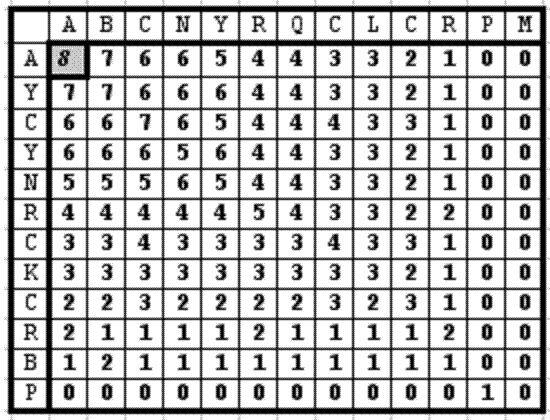 A B C N Y R Q C L C R P M
A 8 7 6 6 5 4 4 3 3 2 1 0 0
Y 7 7 6 6 6 4 4 3 3 2 1 0 0
C 6 6 7 6 5 4 4 4 3 3 1 0 0
Y 6 6 6 5 6 4 4 3 3 2 1 0 0
N 5 5 5 6 5 4 4 3 3 2 1 0 0
R 4 4 4 4 4 5 4 3 3 2 2 0 0
C 3 3 4 3 3 3 3 4 3 3 1 0 0
K 3 3 3 3 3 3 3 3 3 2 1 0 0
C 2 2 3 2 2 2 2 3 2 3 1 0 0
R 2 1 1 1 1 2 1 1 1 1 2 0 0
B 1 2 1 1 1 1 1 1 1 1 1 0 0
P 0 0 0 0 0 0 0 0 0 0 0 1 0